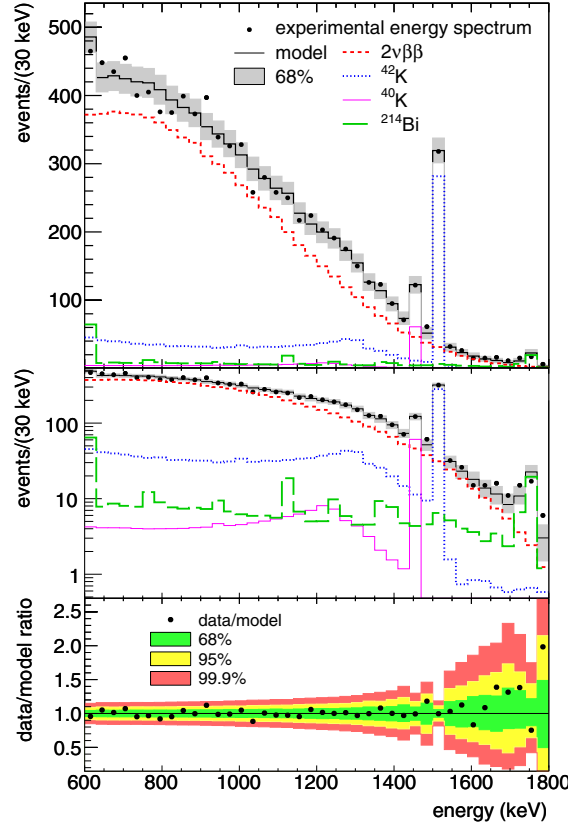 events/(30 keV)
500
400
300
200
100
experimental energy spectrum
model
68%
2νββ
⁴²K
⁴⁰K
²¹⁴Bi
events/(30 keV)
100
10
1
data/model ratio
2.5
2.0
1.5
1.0
0.5
data/model
68%
95%
99.9%
600 800 1000 1200 1400 1600 1800
energy (keV)